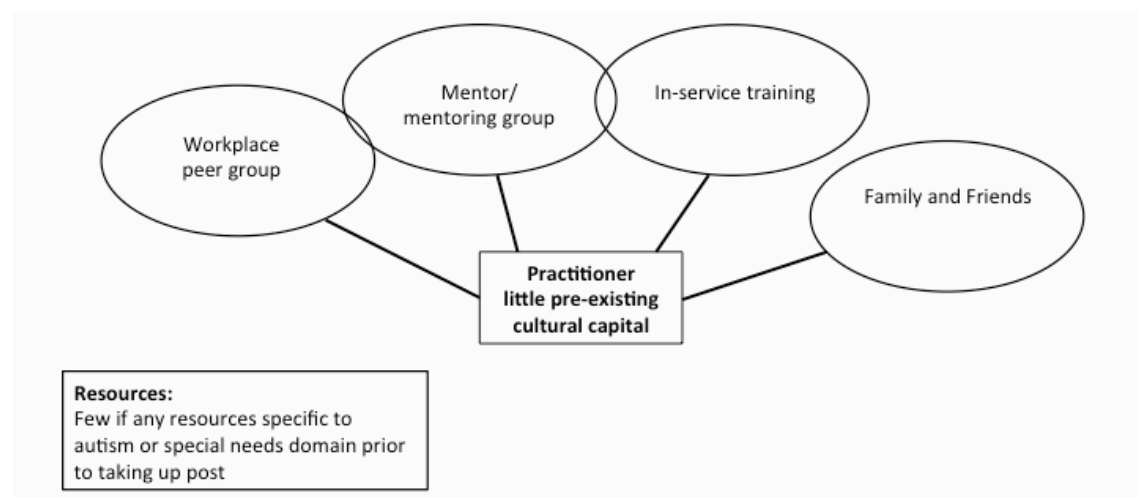 Workplace
peer group
Mentor/
mentoring group
In-service training
Family and Friends
Practitioner
little pre-existing
cultural capital
Resources:
Few if any resources specific to
autism or special needs domain prior
to taking up post